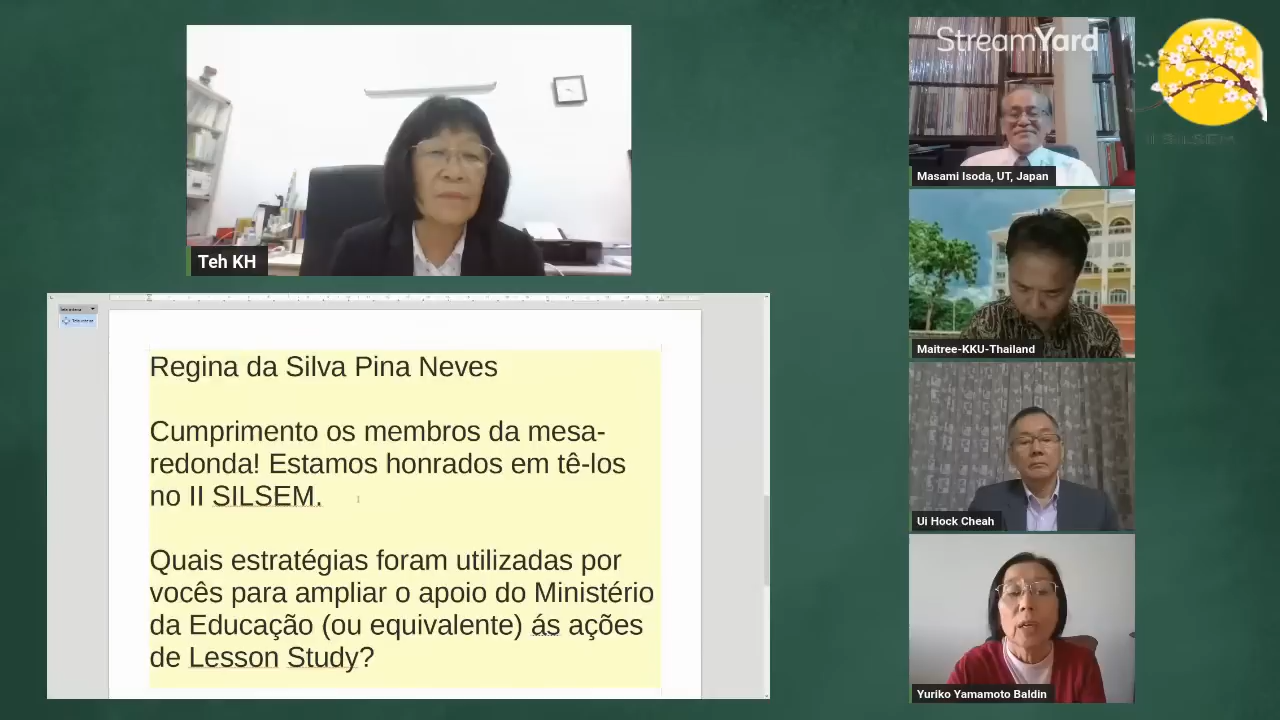 StreamYard
II SILSEM
Masami Isoda, UT, Japan
Teh KH
Maitree-KKU-Thailand
Ui Hock Cheah
Yuriko Yamamoto Baldin
Regina da Silva Pina Neves
Cumprimento os membros da mesa-
redonda! Estamos honrados em tê-los
no II SILSEM.
Quais estratégias foram utilizadas por
vocês para ampliar o apoio do Ministério
da Educação (ou equivalente) ás ações
de Lesson Study?